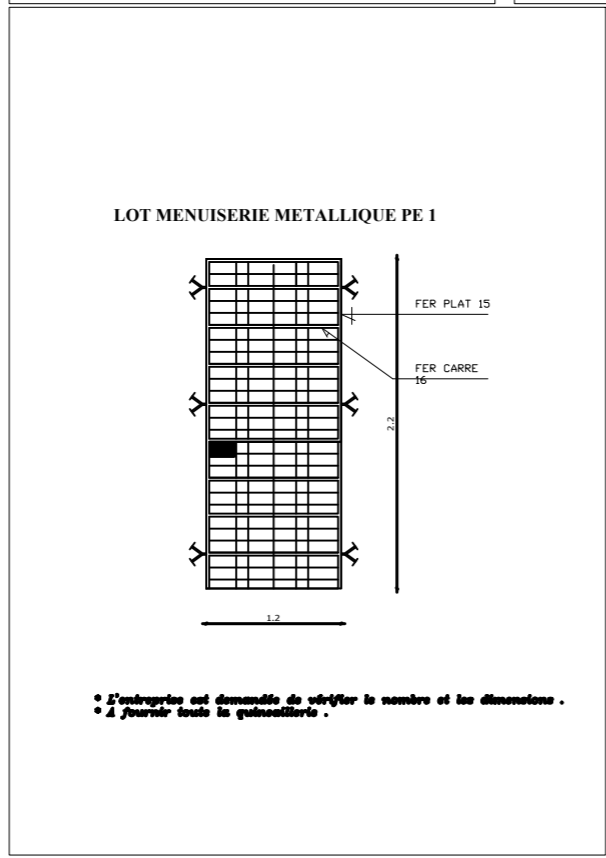 LOT MENUISERIE METALLIQUE PE 1
FER PLAT 15
FER CARRE
16
2.2
1.2
* L'entreprise est demandée de vérifier le nombre et les dimensions .
* A fournir toute la quincaillerie .